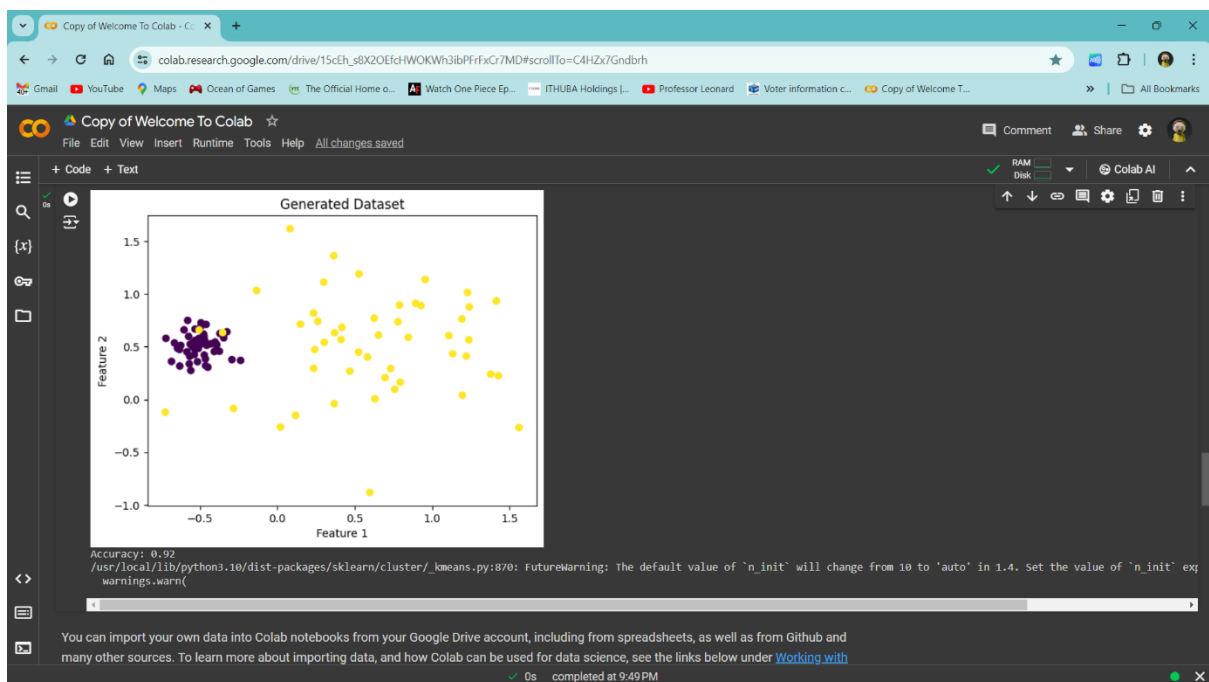 Copy of Welcome To Colab - Co
colab.research.google.com/drive/15cEh_s8X2OEfcHWOKWh3ibPFrFxCr7MD#scrollTo=C4HZx7Gndbrh
Gmail YouTube Maps Ocean of Games The Official Home o... Watch One Piece Ep... ITHUBA Holdings |... Professor Leonard Voter information c... Copy of Welcome T... » All Bookmarks
CO Copy of Welcome To Colab Comment Share
File Edit View Insert Runtime Tools Help All changes saved
+ Code + Text RAM Disk Colab AI
0s
{x}
Generated Dataset
1.5
1.0
0.5
0.0
−0.5
−1.0
Feature 2
−0.5 0.0 0.5 1.0 1.5
Feature 1
Accuracy: 0.92
/usr/local/lib/python3.10/dist-packages/sklearn/cluster/_kmeans.py:870: FutureWarning: The default value of `n_init` will change from 10 to 'auto' in 1.4. Set the value of `n_init` exp
warnings.warn(
You can import your own data into Colab notebooks from your Google Drive account, including from spreadsheets, as well as from Github and
many other sources. To learn more about importing data, and how Colab can be used for data science, see the links below under Working with
0s completed at 9:49 PM